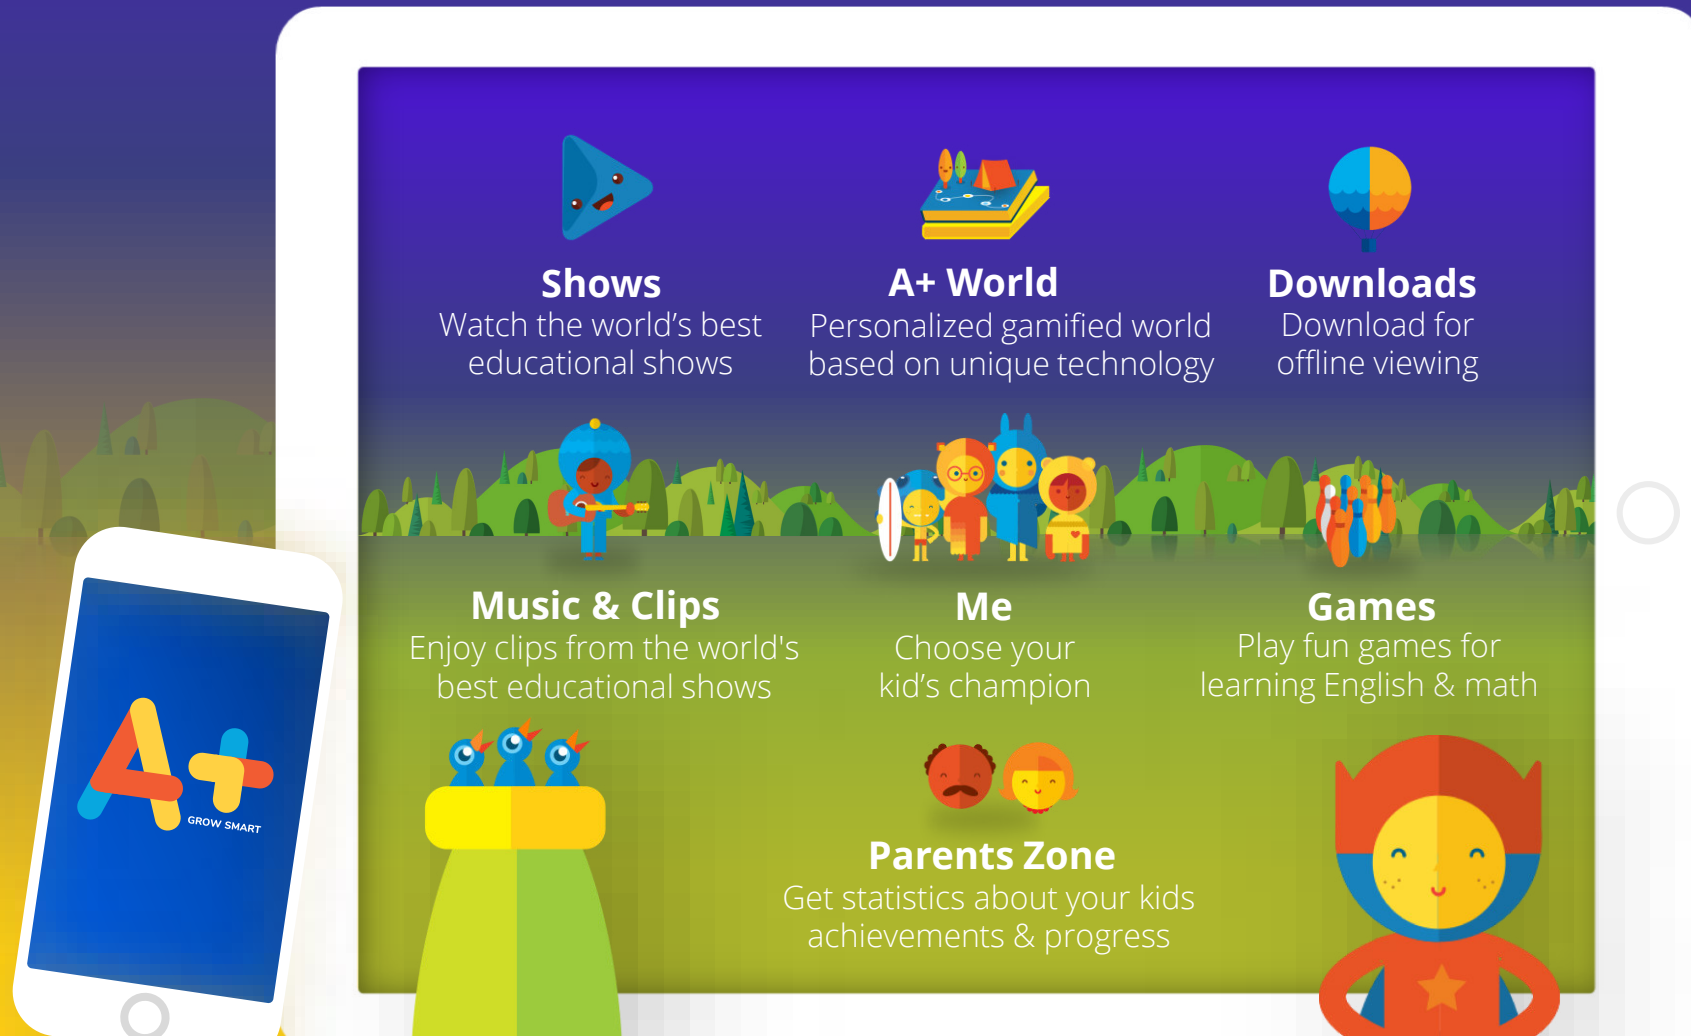 Shows
Watch the world's best
educational shows
A+ World
Personalized gamified world
based on unique technology
Downloads
Download for
offline viewing
Music & Clips
Enjoy clips from the world's
best educational shows
Me
Choose your
kid's champion
Games
Play fun games for
learning English & math
Parents Zone
Get statistics about your kids
achievements & progress
A+
GROW SMART